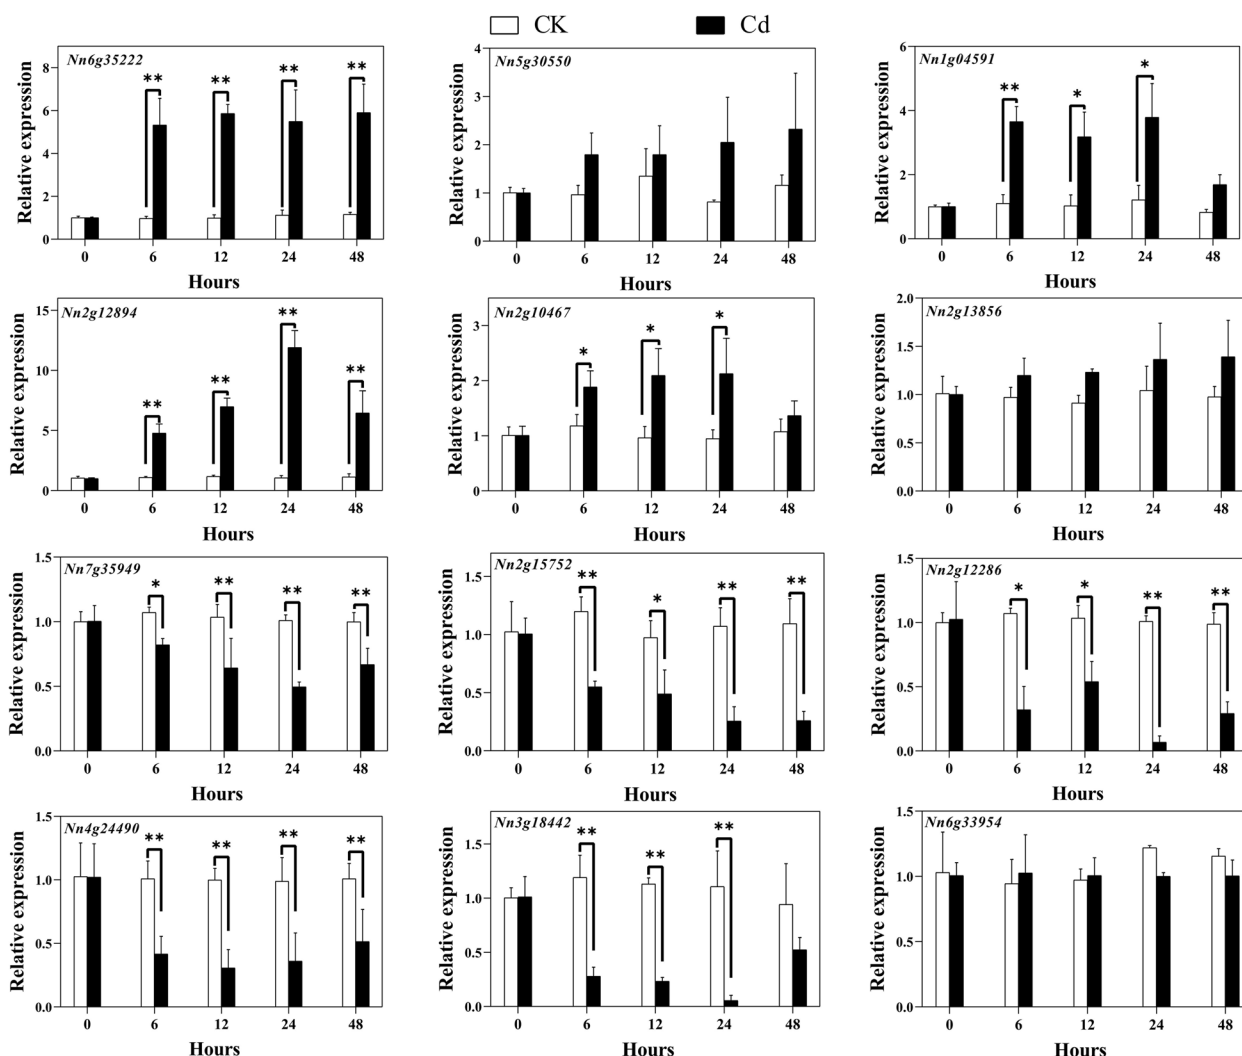 CK Cd
Nn6g35222
Relative expression
8
6
4
2
0
** ** ** **
0 6 12 24 48
Hours
Nn5g30550
Relative expression
4
3
2
1
0
0 6 12 24 48
Hours
Nn1g04591
Relative expression
6
4
2
0
** * *
0 6 12 24 48
Hours
Nn2g12894
Relative expression
15
10
5
0
** ** ** **
0 6 12 24 48
Hours
Nn2g10467
Relative expression
3
2
1
0
* * *
0 6 12 24 48
Hours
Nn2g13856
Relative expression
2.0
1.5
1.0
0.5
0.0
0 6 12 24 48
Hours
Nn7g35949
Relative expression
1.5
1.0
0.5
0.0
* ** ** **
0 6 12 24 48
Hours
Nn2g15752
Relative expression
1.5
1.0
0.5
0.0
** * ** **
0 6 12 24 48
Hours
Nn2g12286
Relative expression
1.5
1.0
0.5
0.0
* * ** **
0 6 12 24 48
Hours
Nn4g24490
Relative expression
1.5
1.0
0.5
0.0
** ** ** **
0 6 12 24 48
Hours
Nn3g18442
Relative expression
1.5
1.0
0.5
0.0
** ** **
0 6 12 24 48
Hours
Nn6g33954
Relative expression
1.5
1.0
0.5
0.0
0 6 12 24 48
Hours